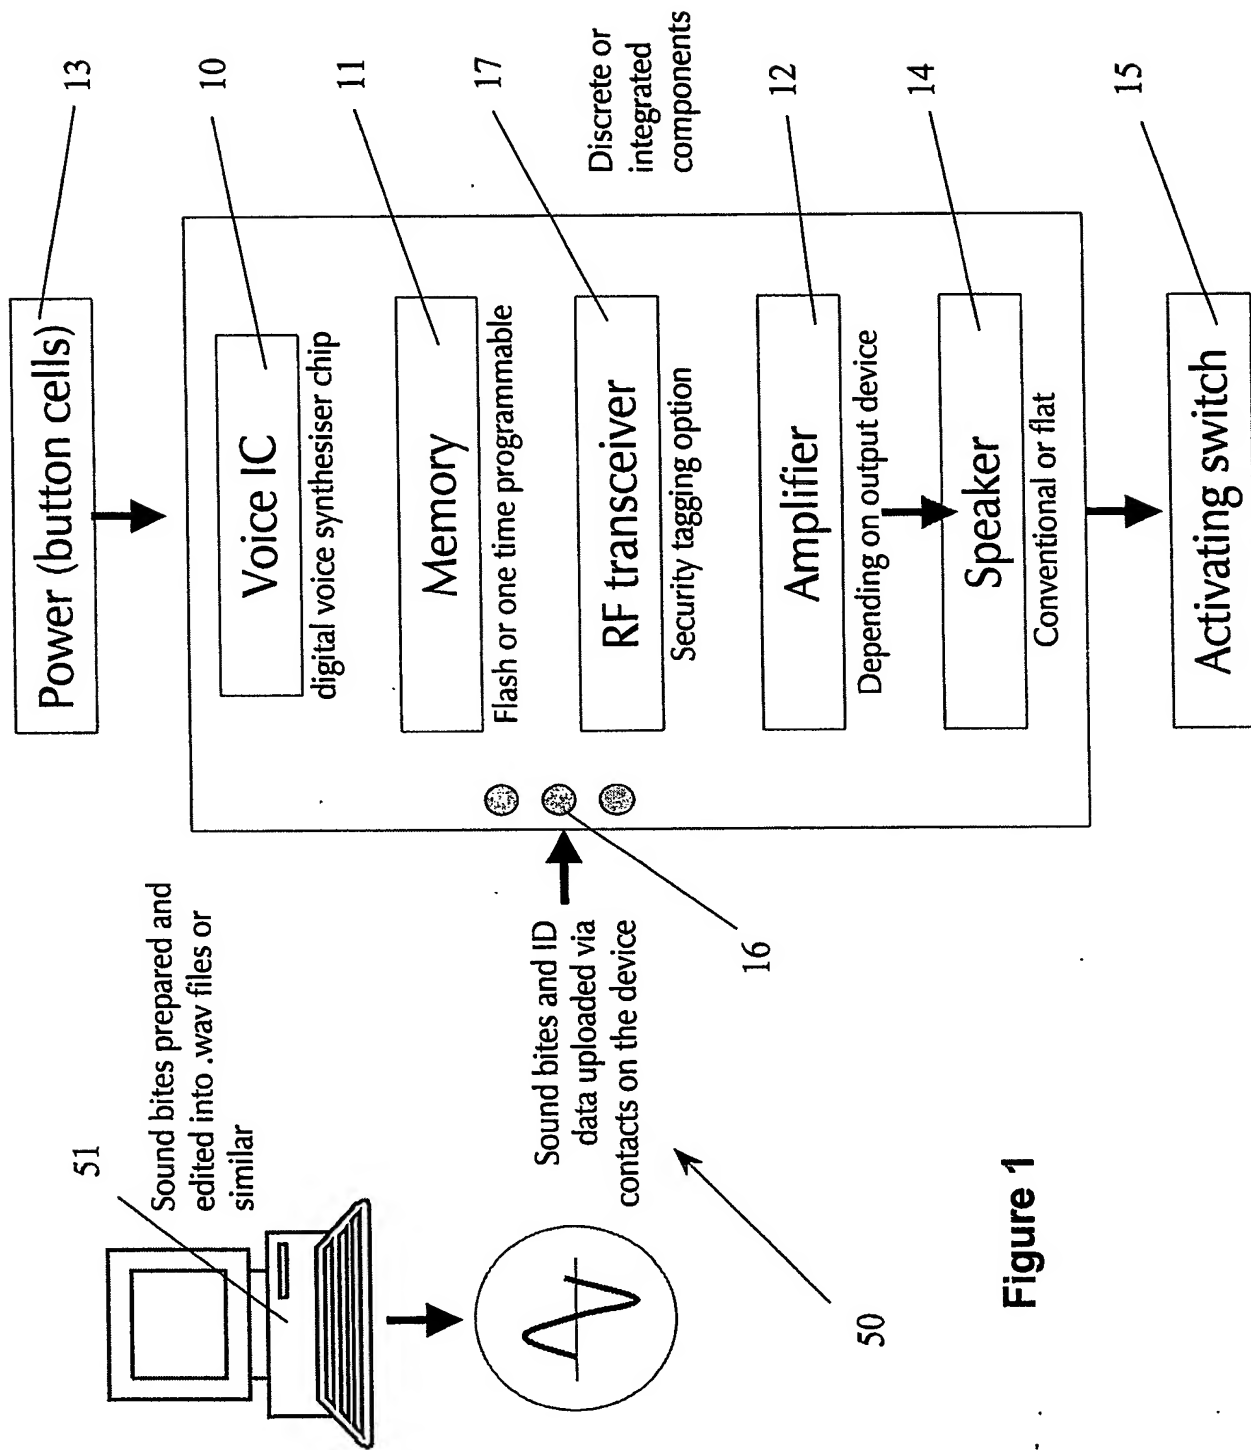 51
Sound bites prepared and
edited into .wav files or
similar
Sound bites and ID
data uploaded via
contacts on the device
50
16
Power (button cells)
13
Voice IC
digital voice synthesiser chip
10
Memory
Flash or one time programmable
11
RF transceiver
Security tagging option
17
Discrete or
integrated
components
Amplifier
Depending on output device
12
Speaker
Conventional or flat
14
Activating switch
15
Figure 1